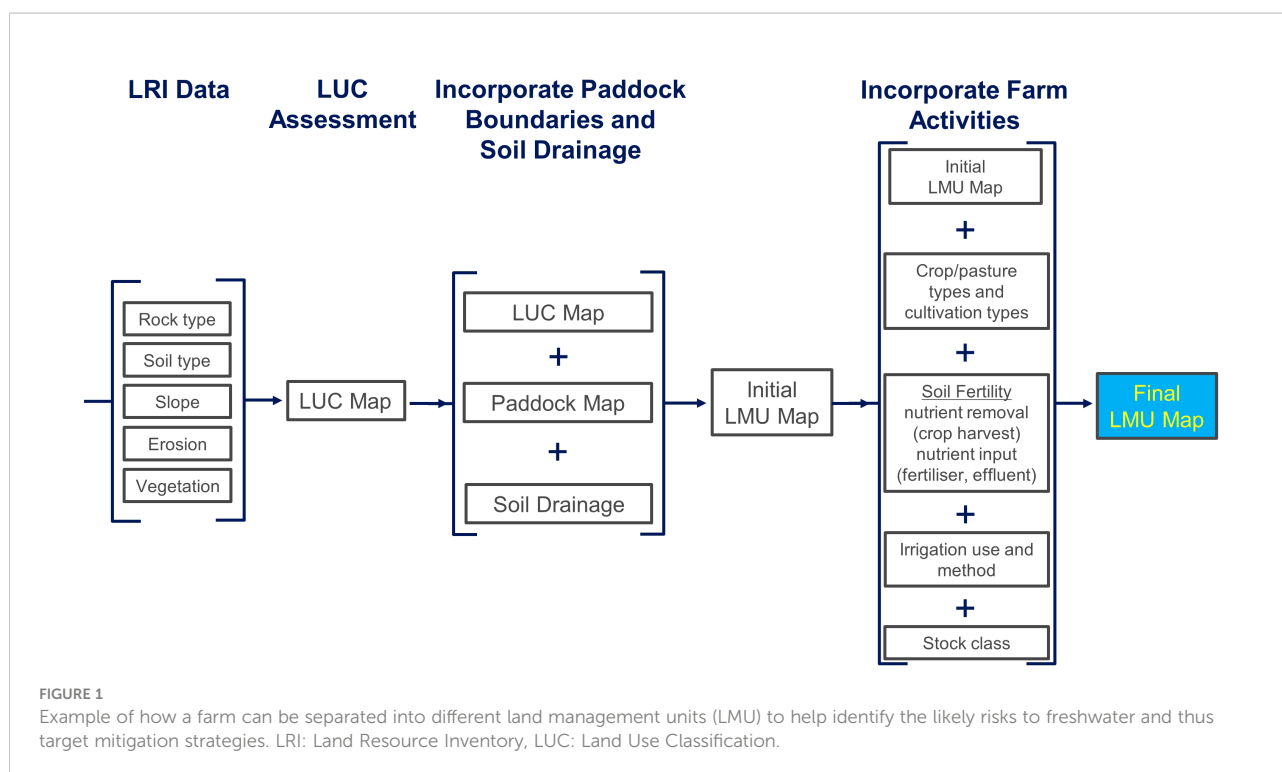 LRI Data
LUC
Assessment
Incorporate Paddock
Boundaries and
Soil Drainage
Incorporate Farm
Activities
Rock type
Soil type
Slope
Erosion
Vegetation
LUC Map
LUC Map
+
Paddock Map
+
Soil Drainage
Initial
LMU Map
Initial
LMU Map
+
Crop/pasture
types and
cultivation types
+
Soil Fertility
nutrient removal
(crop harvest)
nutrient input
(fertiliser, effluent)
+
Irrigation use and
method
+
Stock class
Final
LMU Map
FIGURE 1
Example of how a farm can be separated into different land management units (LMU) to help identify the likely risks to freshwater and thus
target mitigation strategies. LRI: Land Resource Inventory, LUC: Land Use Classification.